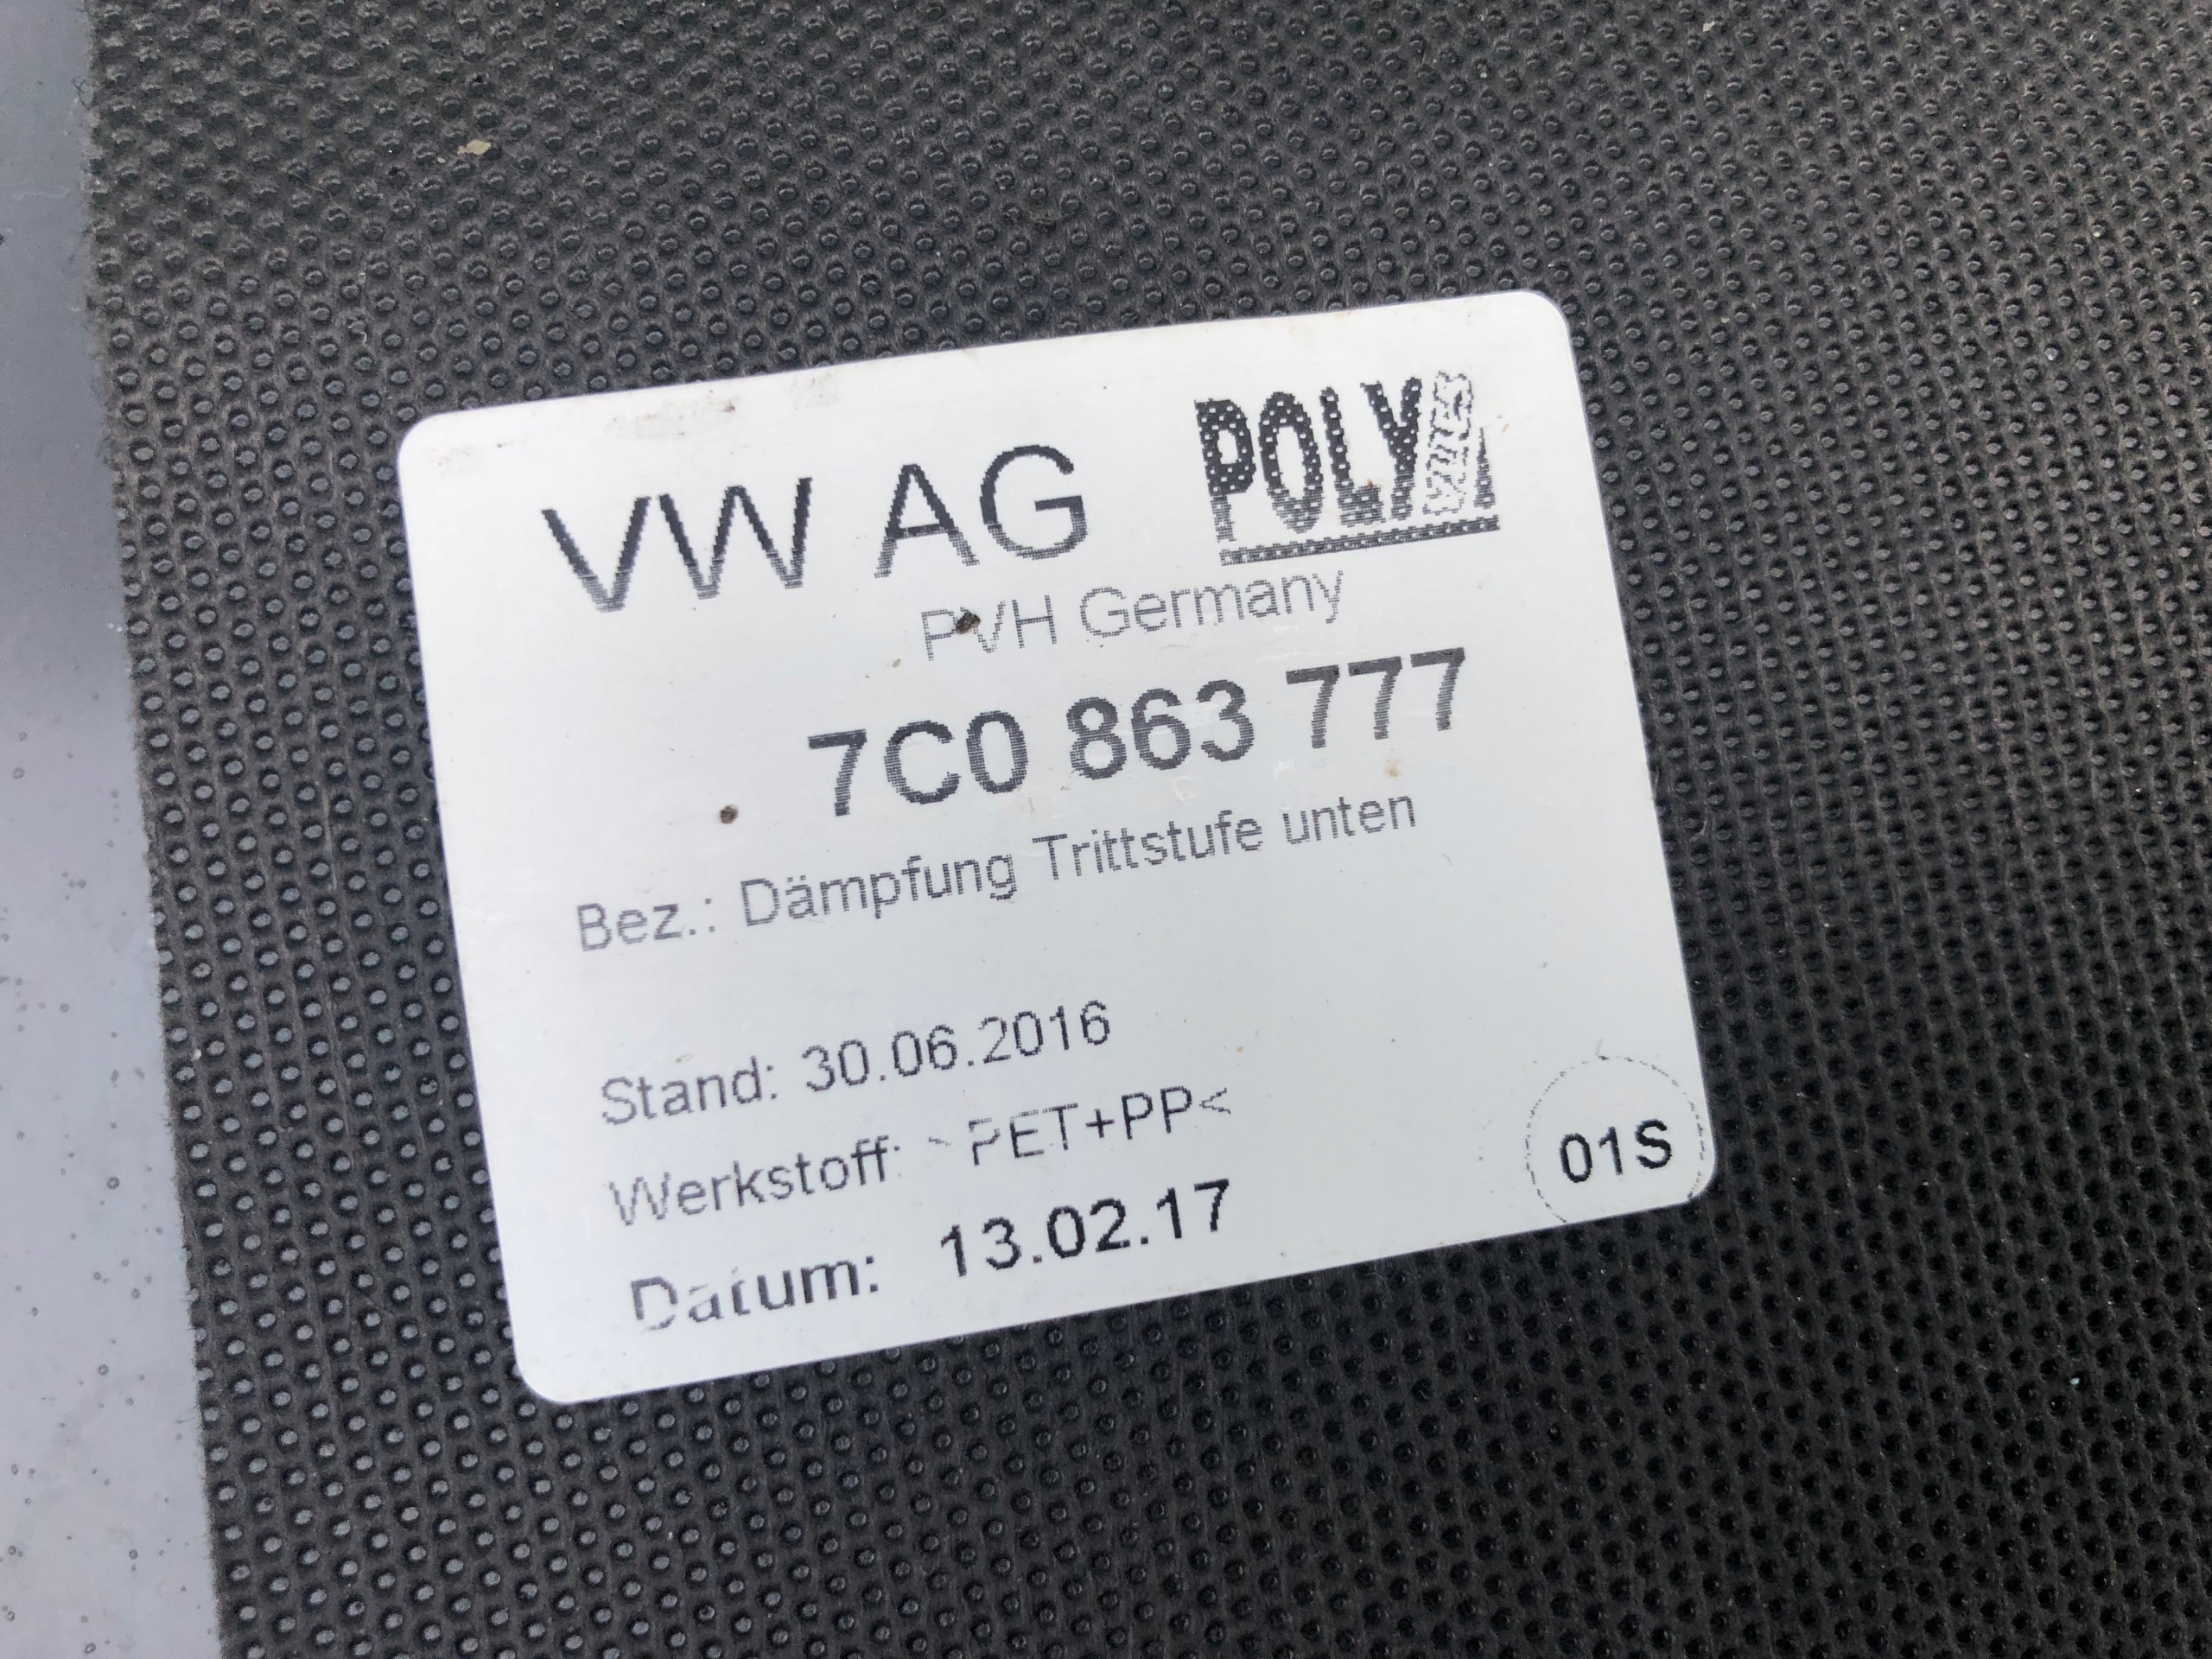 VW AG
POLY
PVH Germany
7C0 863 777
Bez.: Dämpfung Trittstufe unten
Stand: 30.06.2016
Werkstoff: >PET+PP<
Datum: 13.02.17
01S